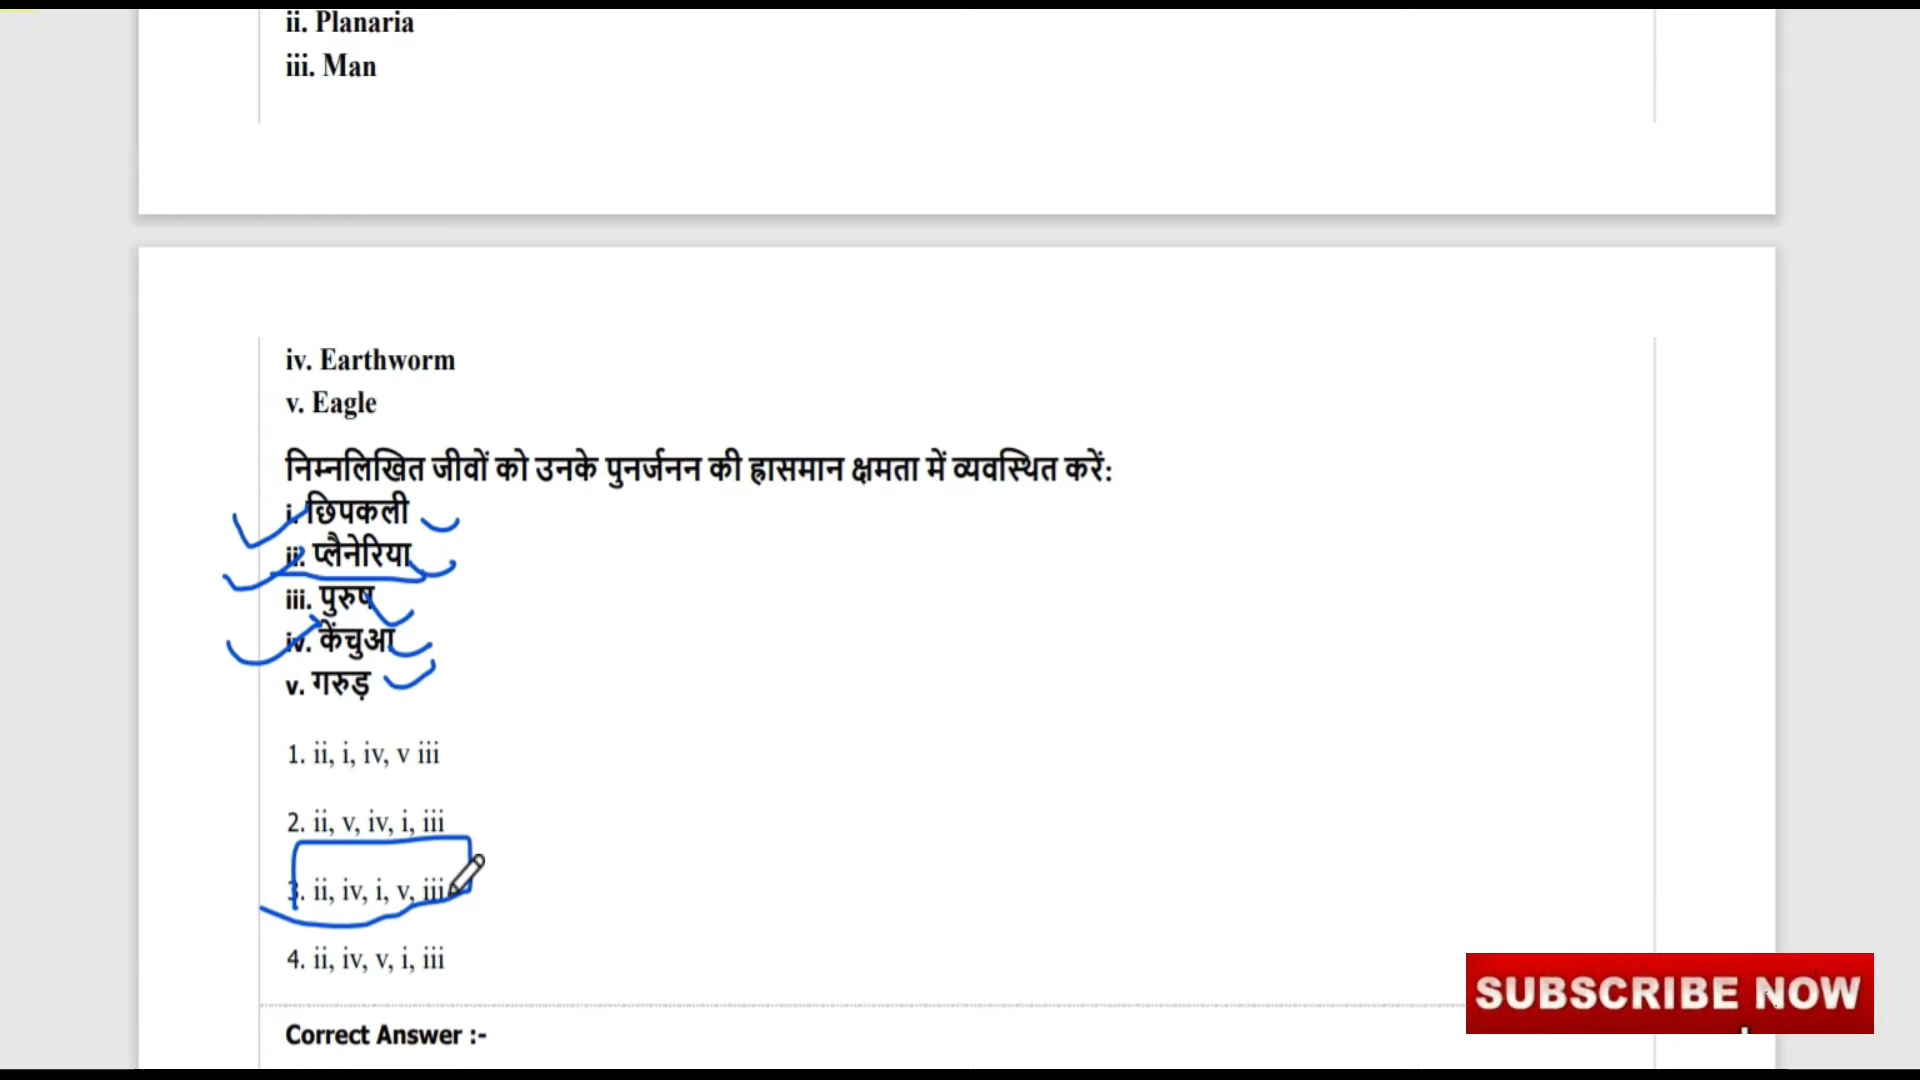 ii. Planaria
iii. Man
iv. Earthworm
v. Eagle
निम्नलिखित जीवों को उनके पुनर्जनन की ह्रासमान क्षमता में व्यवस्थित करें:
i. छिपकली
ii. प्लैनेरिया
iii. पुरुष
iv. केंचुआ
v. गरुड़
1. ii, i, iv, v iii
2. ii, v, iv, i, iii
3. ii, iv, i, v, iii
4. ii, iv, v, i, iii
SUBSCRIBE NOW
Correct Answer :-